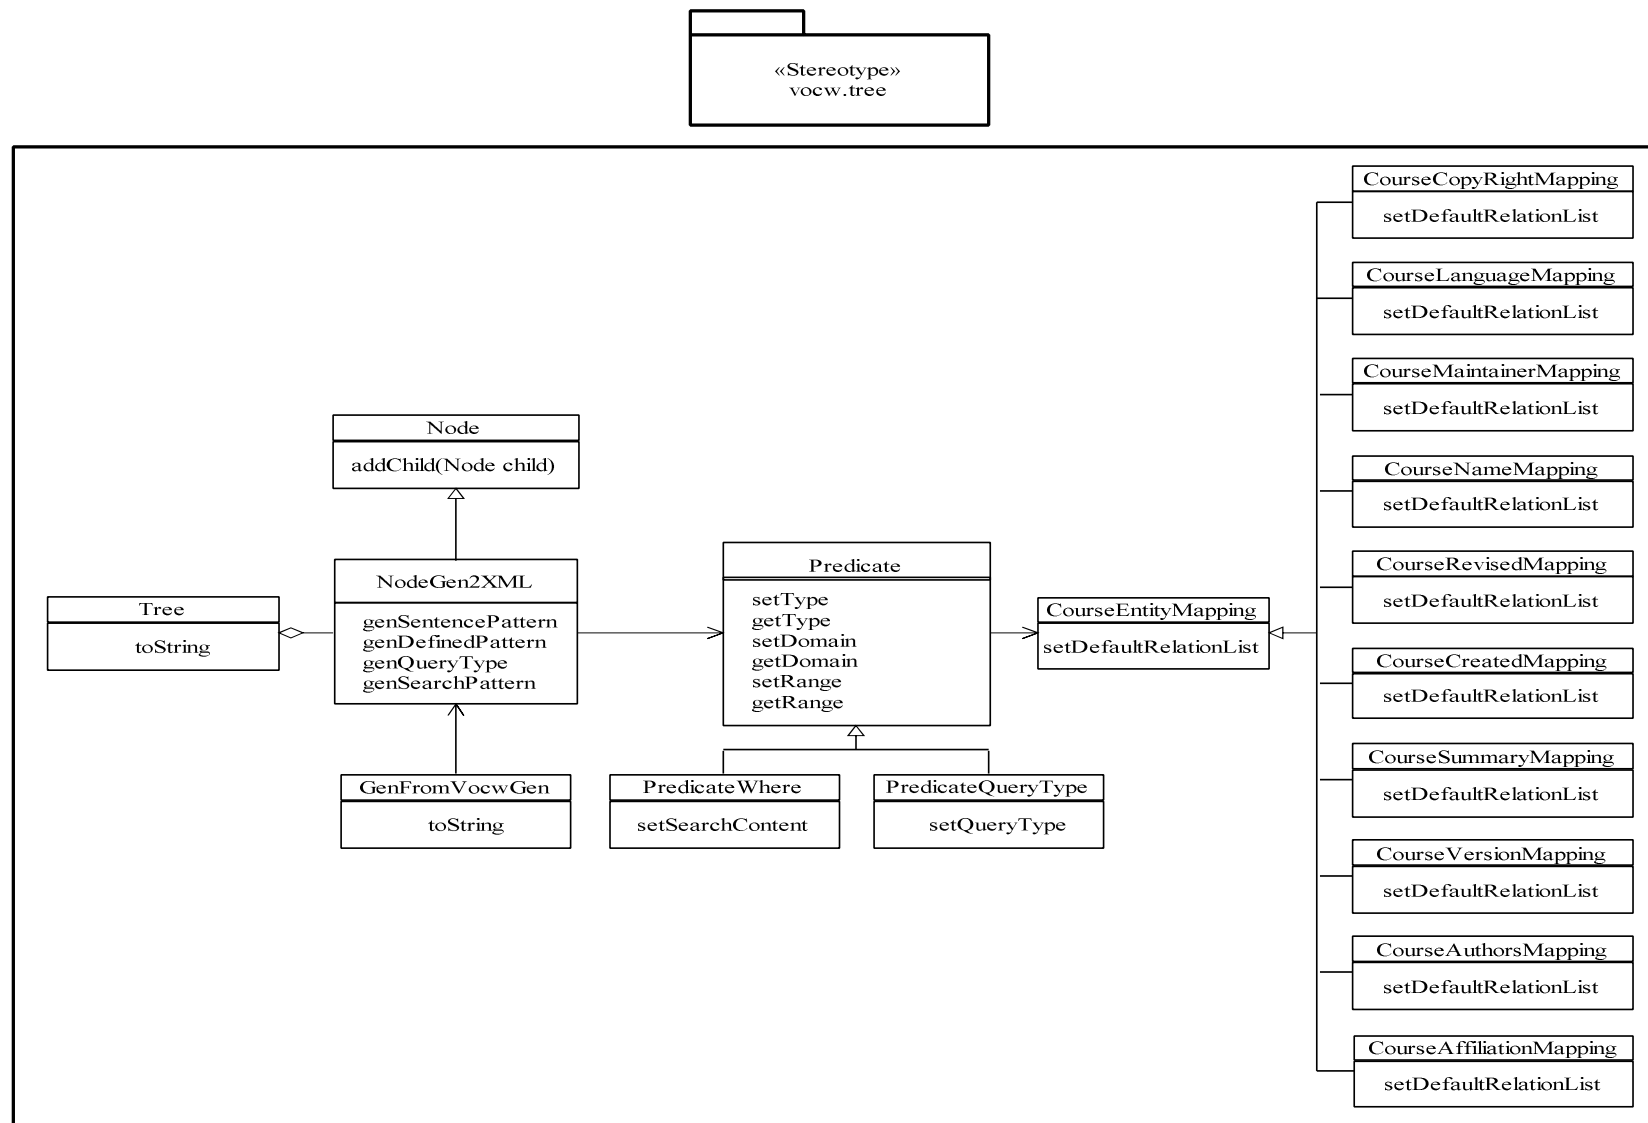 «Stereotype»
vocw.tree
CourseCopyRightMapping
setDefaultRelationList
CourseLanguageMapping
setDefaultRelationList
CourseMaintainerMapping
setDefaultRelationList
Node
addChild(Node child)
CourseNameMapping
setDefaultRelationList
NodeGen2XML
genSentencePattern
genDefinedPattern
genQueryType
genSearchPattern
Tree
toString
Predicate
setType
getType
setDomain
getDomain
setRange
getRange
CourseEntityMapping
setDefaultRelationList
CourseRevisedMapping
setDefaultRelationList
CourseCreatedMapping
setDefaultRelationList
GenFromVocwGen
toString
PredicateWhere
setSearchContent
PredicateQueryType
setQueryType
CourseSummaryMapping
setDefaultRelationList
CourseVersionMapping
setDefaultRelationList
CourseAuthorsMapping
setDefaultRelationList
CourseAffiliationMapping
setDefaultRelationList